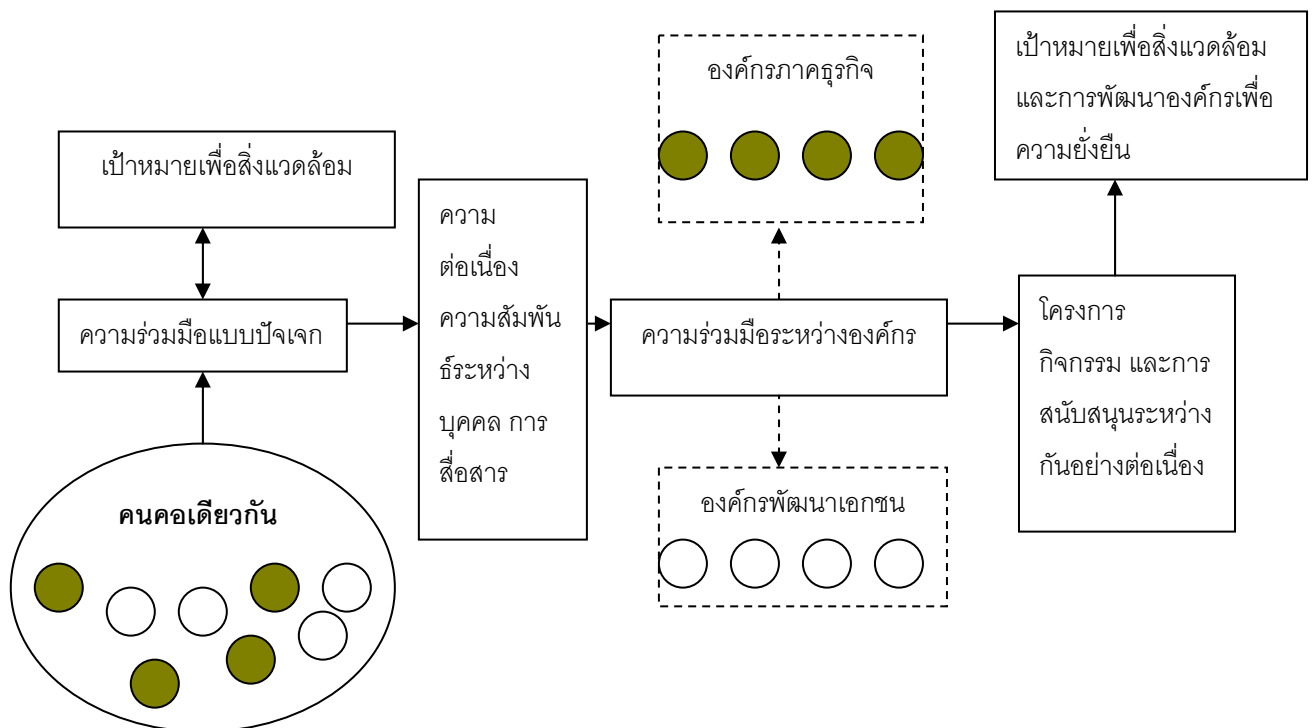 เป้าหมายเพื่อสิ่งแวดล้อม
ความร่วมมือแบบปัจเจก
คนคอเดียวกัน
ความ
ต่อเนื่อง
ความสัมพัน
ธ์ระหว่าง
บุคคล การ
สื่อสาร
องค์กรภาคธุรกิจ
ความร่วมมือระหว่างองค์กร
องค์กรพัฒนาเอกชน
เป้าหมายเพื่อสิ่งแวดล้อม
และการพัฒนาองค์กรเพื่อ
ความยั่งยืน
โครงการ
กิจกรรม และการ
สนับสนุนระหว่าง
กันอย่างต่อเนื่อง